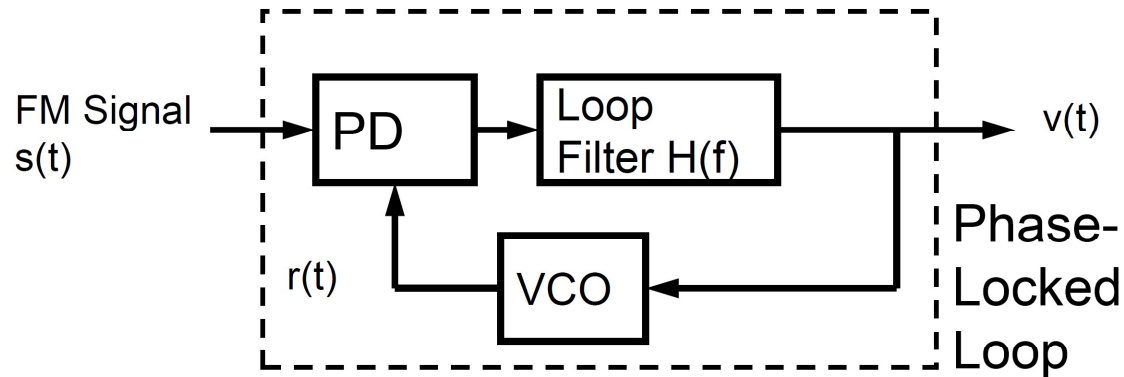 FM Signal
s(t)
PD
Loop
Filter H(f)
v(t)
r(t)
VCO
Phase-
Locked
Loop